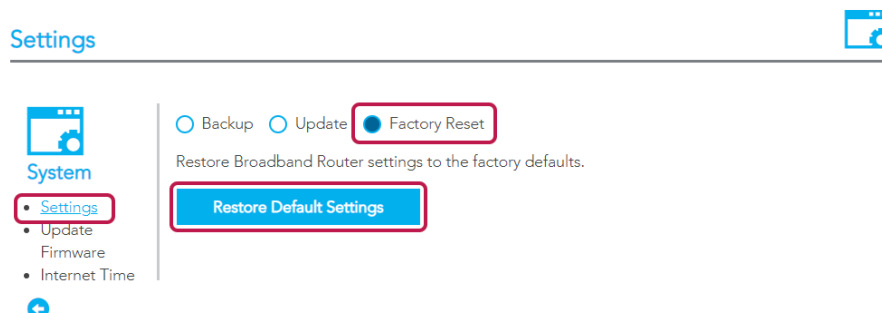 Settings
Backup Update Factory Reset
Restore Broadband Router settings to the factory defaults.
Restore Default Settings
System
Settings
Update
Firmware
Internet Time